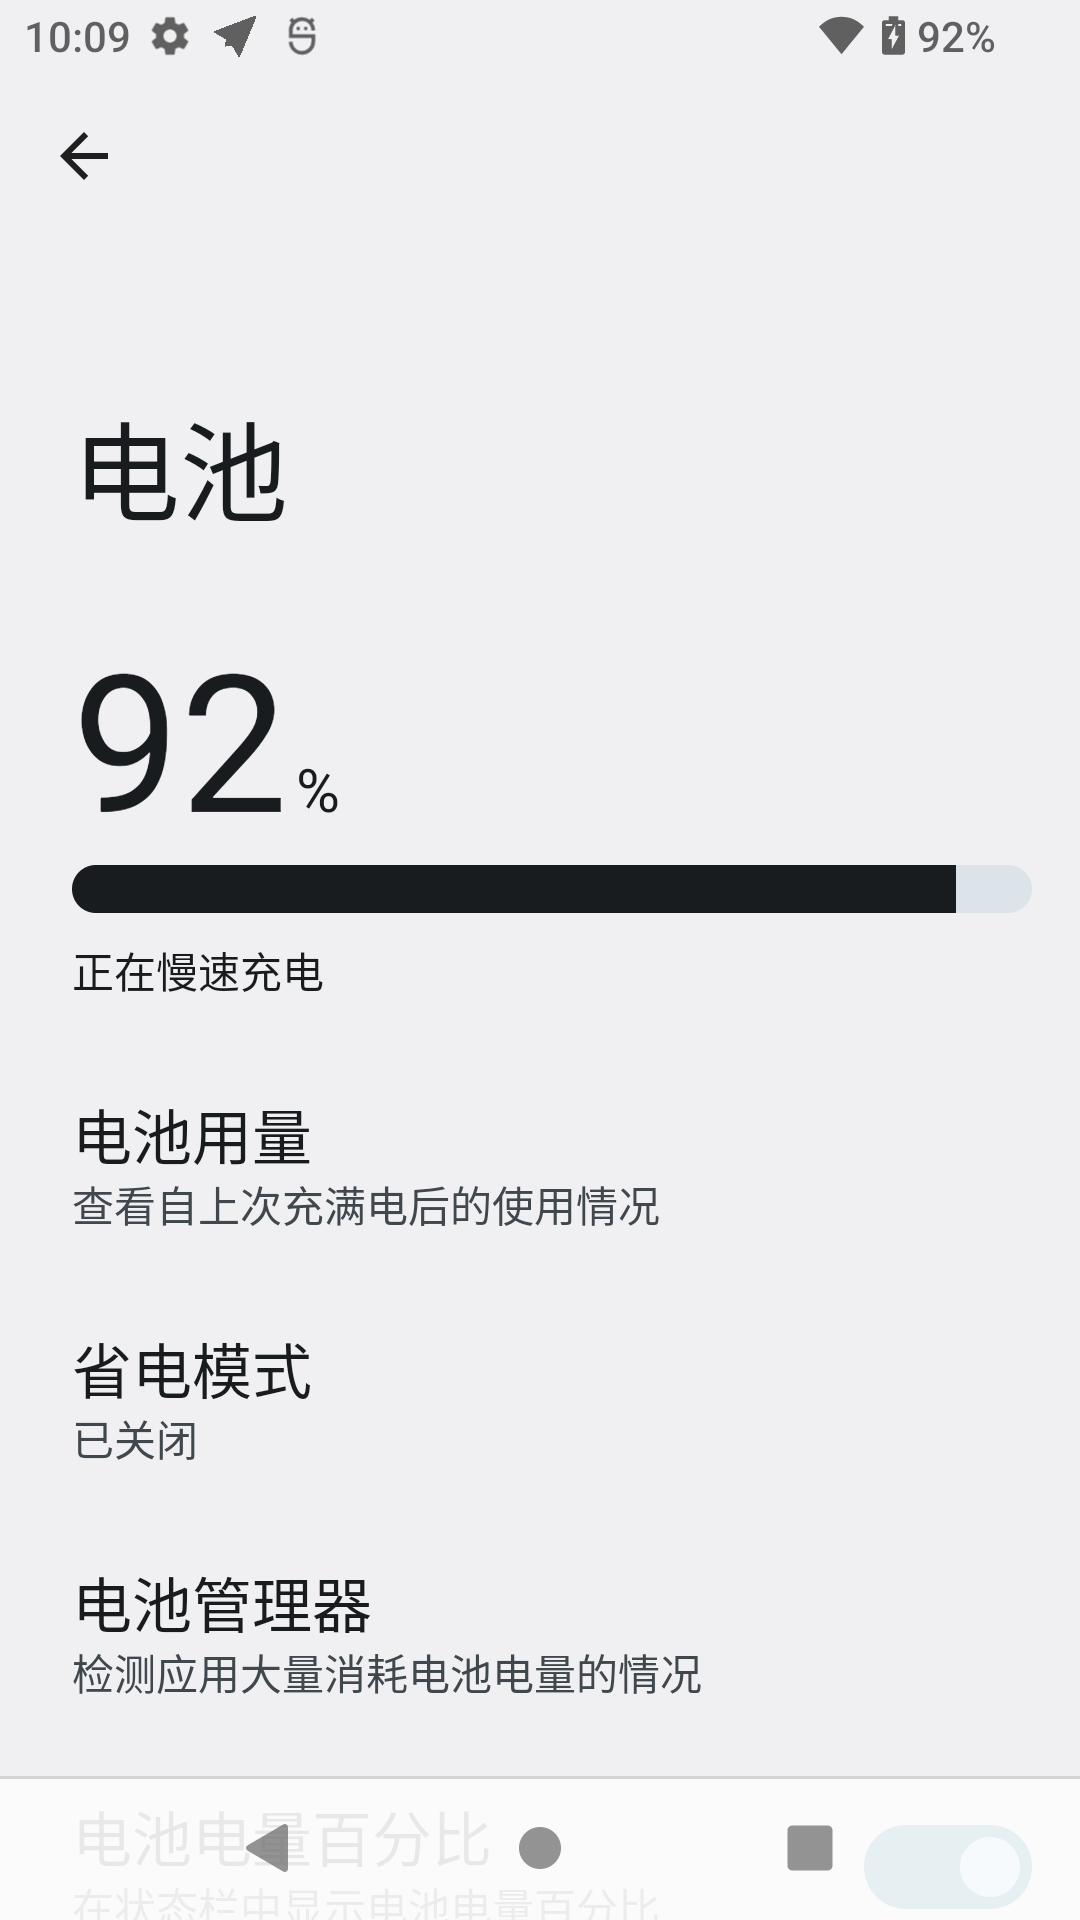 10:09
92%
电池
92%
正在慢速充电
电池用量
查看自上次充满电后的使用情况
省电模式
已关闭
电池管理器
检测应用大量消耗电池电量的情况
电池电量百分比
在状态栏中显示电池电量百分比